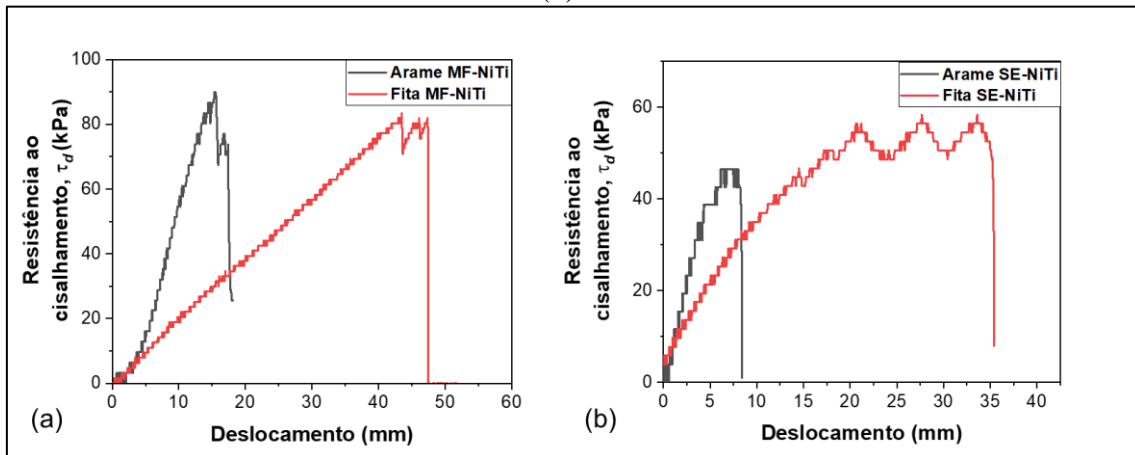 100
80
60
40
20
0
Resistência ao
cisalhamento, τd (kPa)
Arame MF-NiTi
Fita MF-NiTi
0 10 20 30 40 50 60
(a)
Deslocamento (mm)
60
40
20
0
Resistência ao
cisalhamento, τd (kPa)
Arame SE-NiTi
Fita SE-NiTi
0 5 10 15 20 25 30 35 40
(b)
Deslocamento (mm)